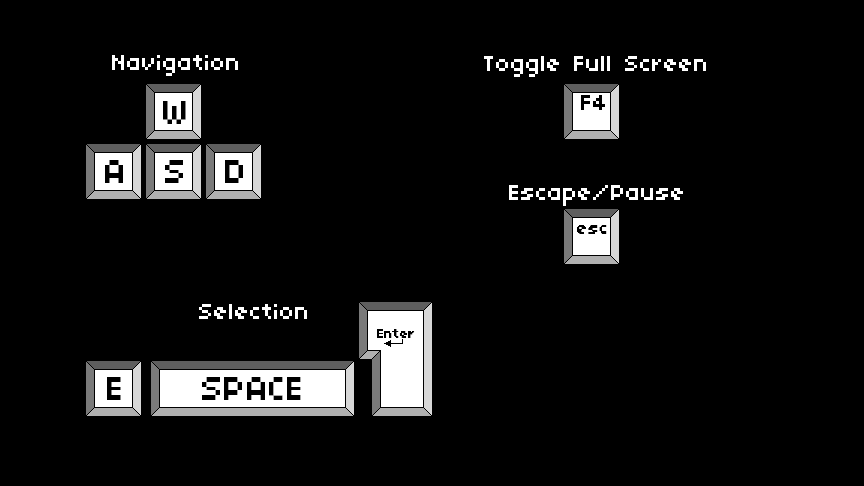 Navigation
W
A S D
Toggle Full Screen
F4
Escape/Pause
esc
Selection
Enter
E SPACE